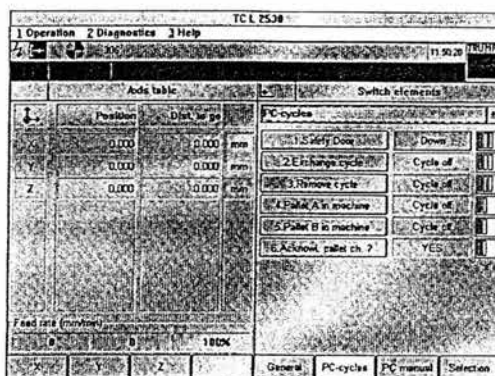 TC L 2530
1 Operation 2 Diagnostics 3 Help
306 11:50:20 TRUMPF
Axis table Switch elements
PC-cycles
Position Dist. to go
X 0.000 0.000 mm
Y 0.000 0.000 mm
Z 0.000 0.000 mm
1.Safety Door Down
2.Exchange cycle Cycle off
3.Remove cycle Cycle off
4.Pallet A in machine Cycle off
5.Pallet B in machine Cycle off
6.Acknowl. pallet ch. ? YES
Feed rate (mm/min)
0 0 100%
X Y Z General PC-cycles PC manual Selection